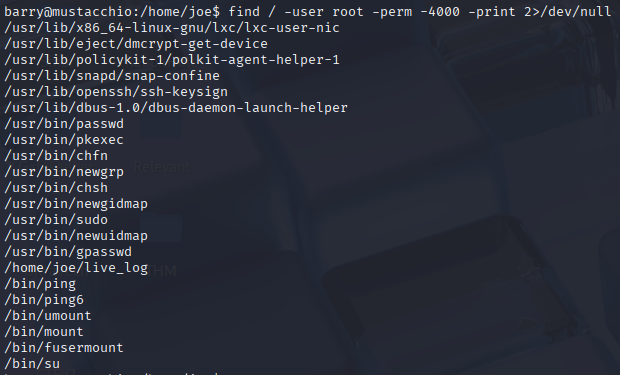 barry@mustacchio:/home/joe$ find / -user root -perm -4000 -print 2>/dev/null
/usr/lib/x86_64-linux-gnu/lxc/lxc-user-nic
/usr/lib/eject/dmcrypt-get-device
/usr/lib/policykit-1/polkit-agent-helper-1
/usr/lib/snapd/snap-confine
/usr/lib/openssh/ssh-keysign
/usr/lib/dbus-1.0/dbus-daemon-launch-helper
/usr/bin/passwd
/usr/bin/pkexec
/usr/bin/chfn
/usr/bin/newgrp
/usr/bin/chsh
/usr/bin/newgidmap
/usr/bin/sudo
/usr/bin/newuidmap
/usr/bin/gpasswd
/home/joe/live_log
/bin/ping
/bin/ping6
/bin/umount
/bin/mount
/bin/fusermount
/bin/su